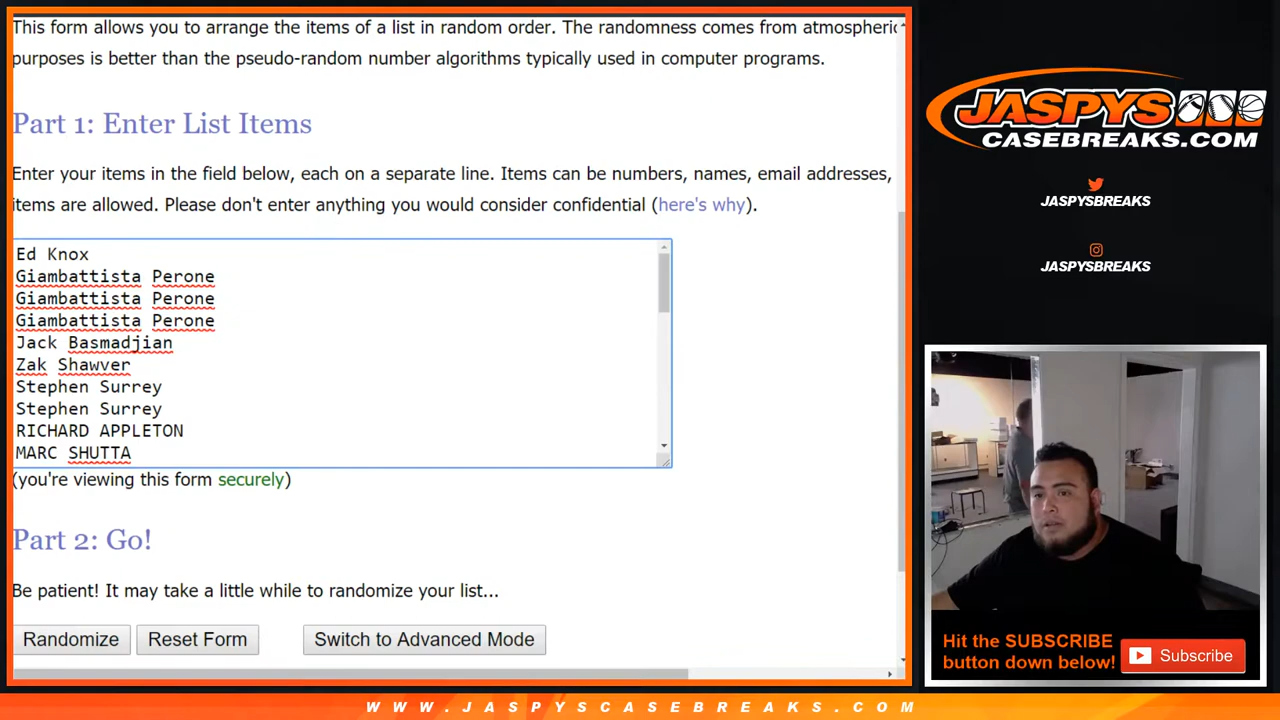 This form allows you to arrange the items of a list in random order. The randomness comes from atmospheric
purposes is better than the pseudo-random number algorithms typically used in computer programs.
Part 1: Enter List Items
Enter your items in the field below, each on a separate line. Items can be numbers, names, email addresses,
items are allowed. Please don't enter anything you would consider confidential (here's why).
Ed Knox
Giambattista Perone
Giambattista Perone
Giambattista Perone
Jack Basmadjian
Zak Shawver
Stephen Surrey
Stephen Surrey
RICHARD APPLETON
MARC SHUTTA
(you're viewing this form securely)
Part 2: Go!
Be patient! It may take a little while to randomize your list...
Randomize Reset Form Switch to Advanced Mode
JASPYS
CASEBREAKS.COM
JASPYSBREAKS
JASPYSBREAKS
Hit the SUBSCRIBE
button down below!
Subscribe
WWW.JASPYSCASEBREAKS.COM